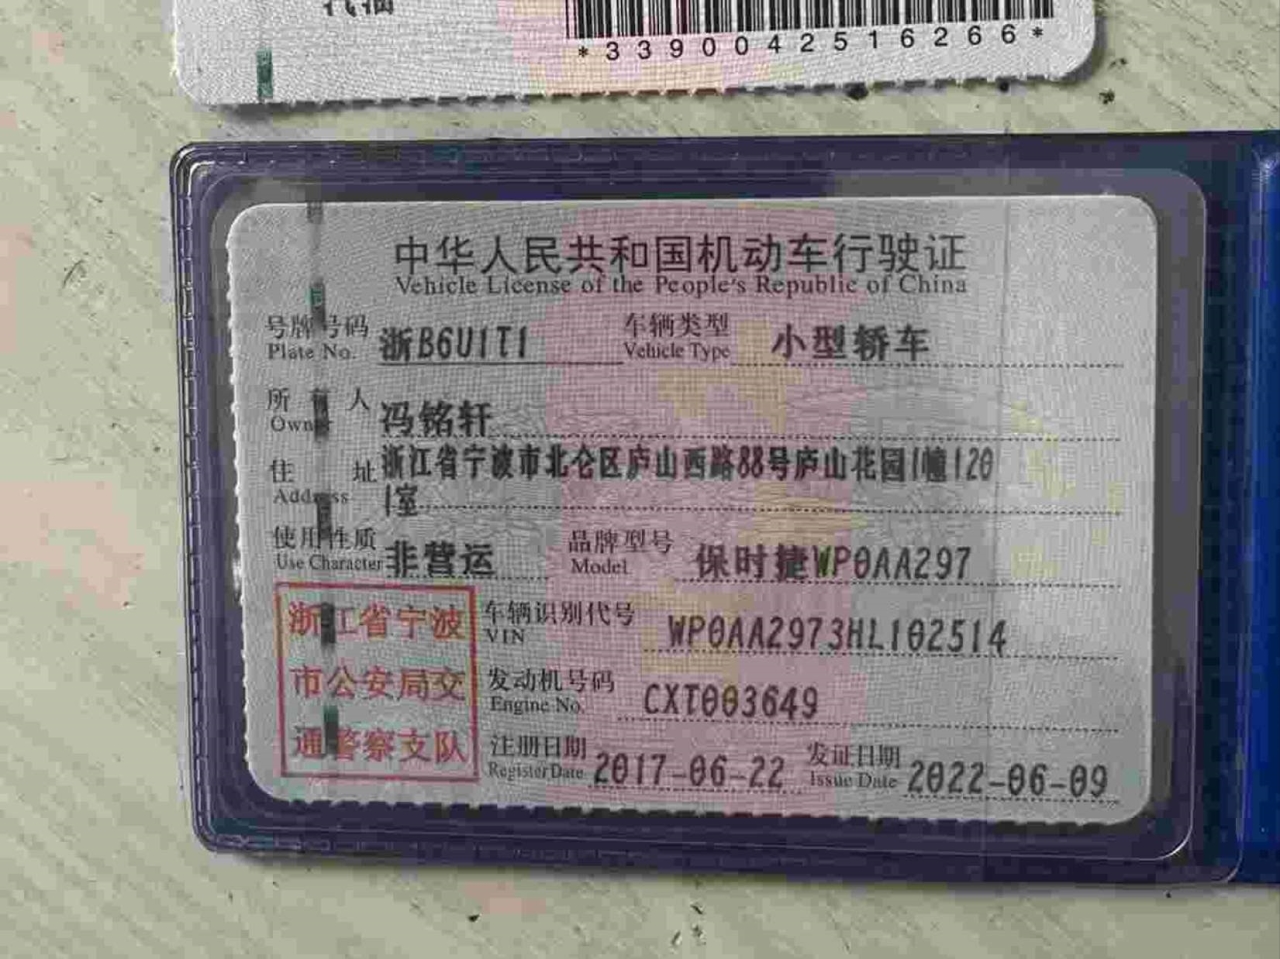 *3390042516266*
中华人民共和国机动车行驶证
Vehicle License of the People's Republic of China
号牌号码 浙B6U1T1 车辆类型 小型轿车
Plate No. Vehicle Type
所有人 冯铭轩
Owner
住址 浙江省宁波市北仑区庐山西路88号庐山花园1幢120
Address 1室
使用性质 非营运 品牌型号 保时捷WP0AA297
Use Character Model
浙江省宁波 车辆识别代号 WP0AA2973HL102514
VIN
市公安局交 发动机号码 CXT003649
Engine No.
通警察支队 注册日期 2017-06-22 发证日期 2022-06-09
Register Date Issue Date